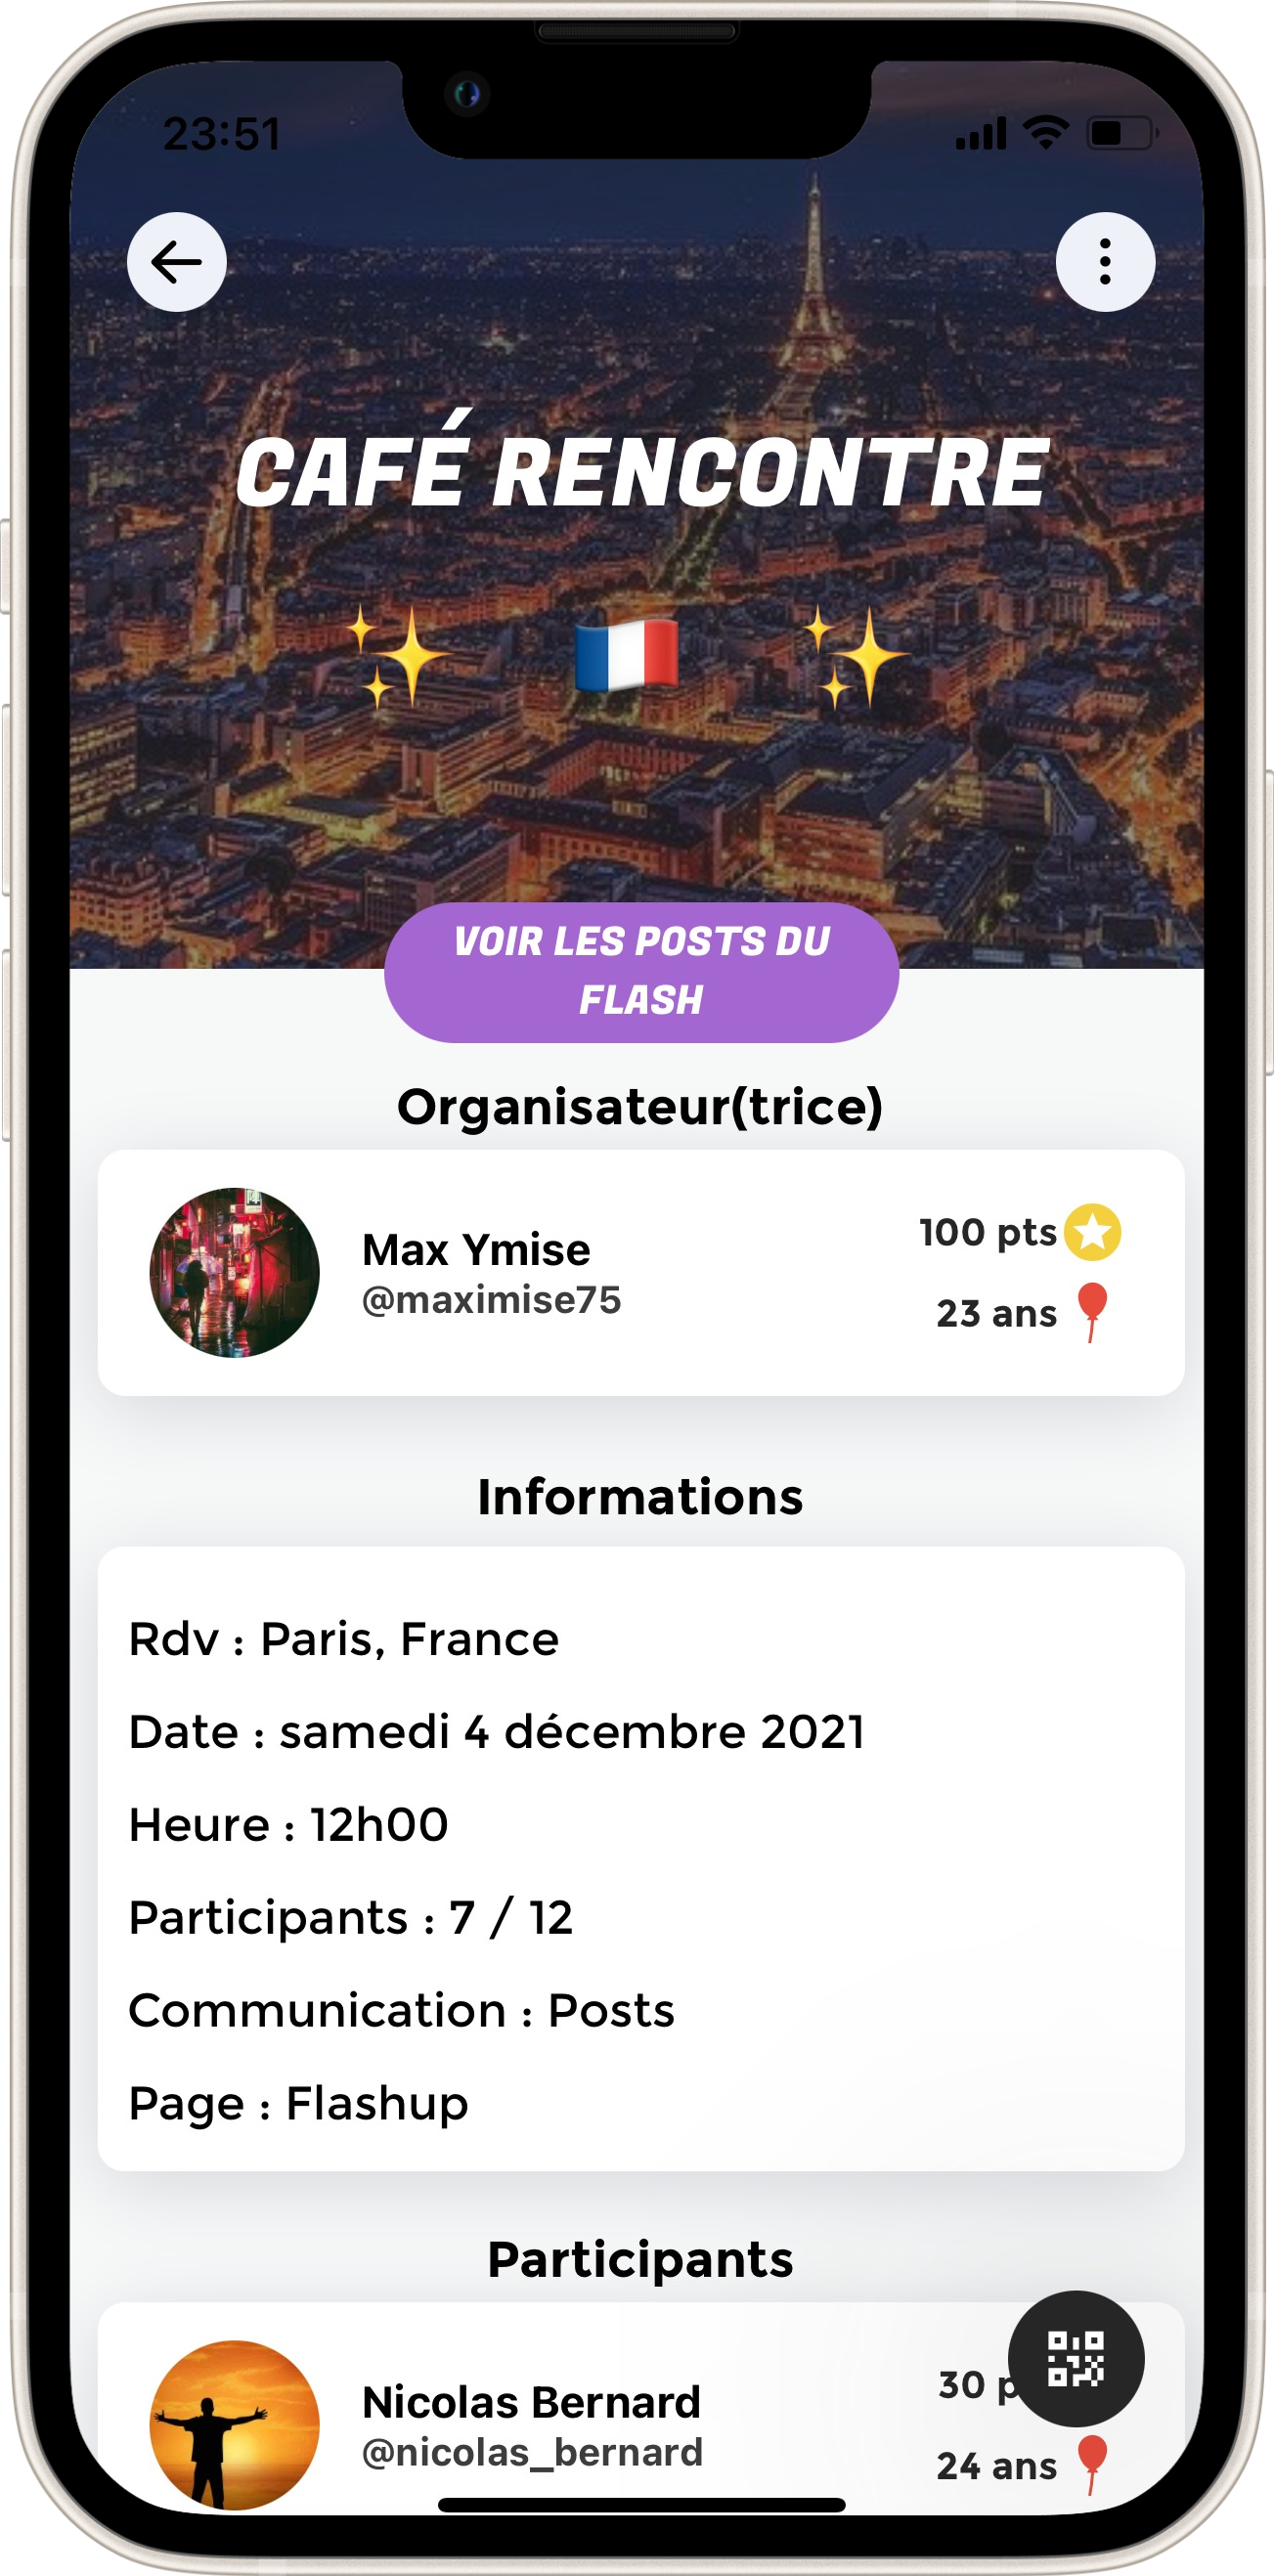 23:51
CAFÉ RENCONTRE
VOIR LES POSTS DU
FLASH
Organisateur(trice)
Max Ymise
@maximise75
100 pts
23 ans
Informations
Rdv : Paris, France
Date : samedi 4 décembre 2021
Heure : 12h00
Participants : 7 / 12
Communication : Posts
Page : Flashup
Participants
Nicolas Bernard
@nicolas_bernard
30
24 ans